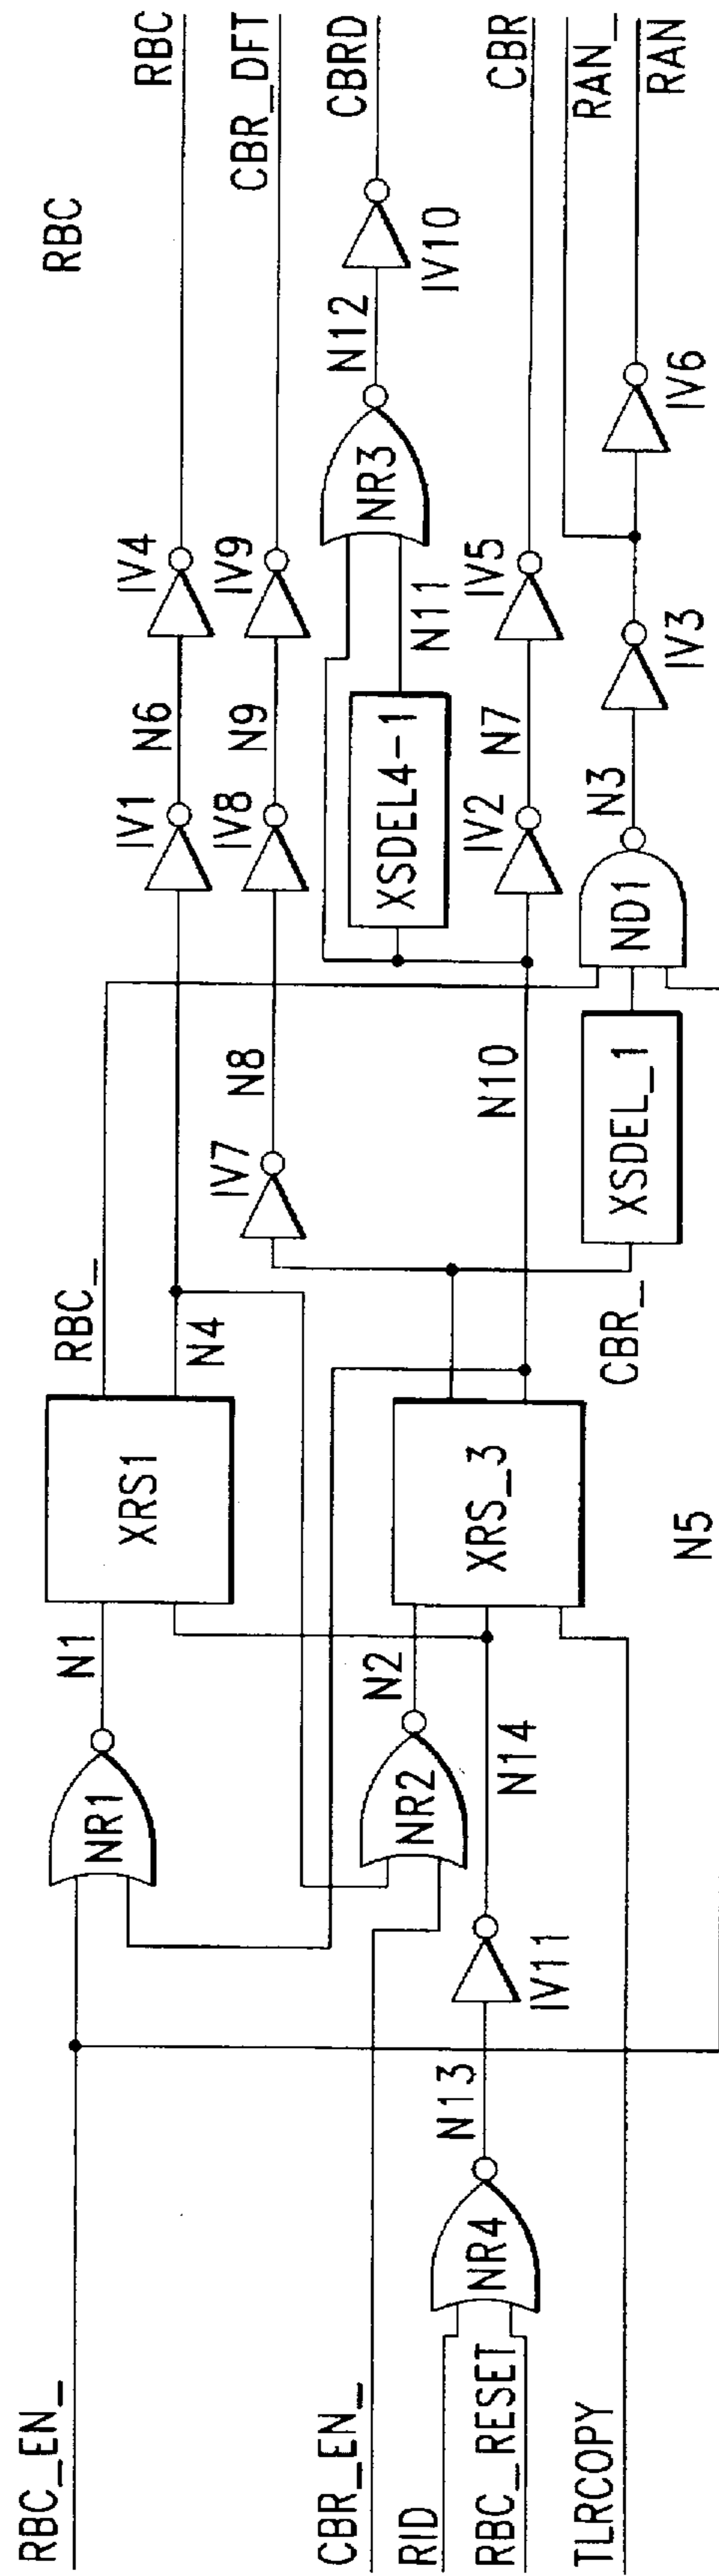 RBC
RBC_EN_
NR1
N1
XRS1
RBC_
N4
IV1
N6
IV4
RBC
CBR_EN_
NR2
N2
IV7
N8
IV8
N9
IV9
CBR_DFT
RID
RBC_RESET
NR4
N13
IV11
N14
XRS_3
N10
XSDEL4-1
N11
NR3
N12
IV10
CBRD
IV2
N7
IV5
CBR
TLRCOPY
N5
CBR_
XSDEL_1
ND1
N3
IV3
IV6
RAN_
RAN